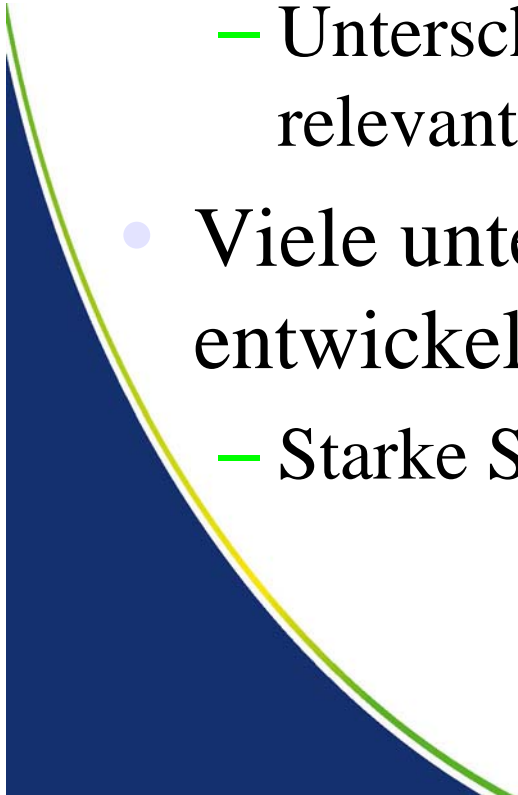 – Untersch
relevant
• Viele unte
entwickel
– Starke S